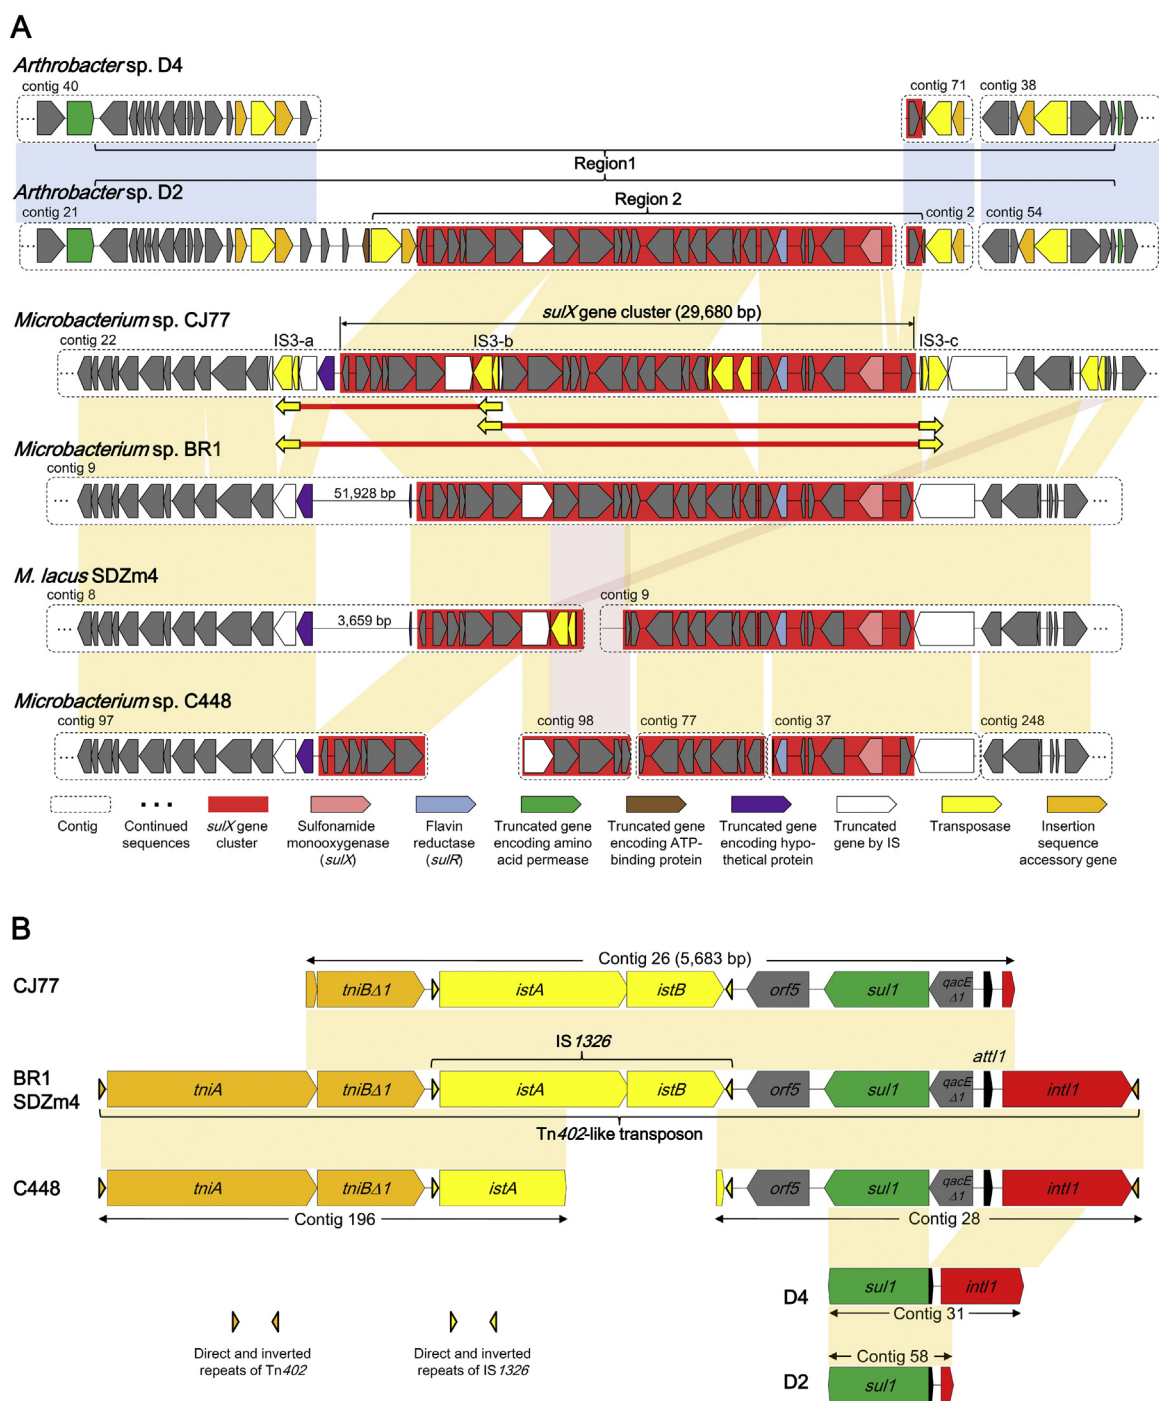 A
Arthrobacter sp. D4
contig 40
contig 71
contig 38
Region1
Arthrobacter sp. D2
contig 21
Region 2
contig 2
contig 54
sulX gene cluster (29,680 bp)
Microbacterium sp. CJ77
contig 22
IS3-a
IS3-b
IS3-c
Microbacterium sp. BR1
contig 9
51,928 bp
M. lacus SDZm4
contig 8
contig 9
3,659 bp
Microbacterium sp. C448
contig 97
contig 98
contig 77
contig 37
contig 248
Contig
Continued
sequences
sulX gene
cluster
Sulfonamide
monooxygenase
(sulX)
Flavin
reductase
(sulR)
Truncated gene
encoding amino
acid permease
Truncated gene
encoding ATP-
binding protein
Truncated gene
encoding hypo-
thetical protein
Truncated
gene by IS
Transposase
Insertion
sequence
accessory gene
B
Contig 26 (5,683 bp)
CJ77
tniBΔ1
istA
istB
orf5
sul1
qacE
Δ1
IS1326
attI1
BR1
SDZm4
tniA
tniBΔ1
istA
istB
orf5
sul1
qacE
Δ1
intI1
Tn402-like transposon
C448
tniA
tniBΔ1
istA
orf5
sul1
qacE
Δ1
intI1
Contig 196
Contig 28
D4
sul1
intI1
Contig 31
Direct and inverted
repeats of Tn402
Direct and inverted
repeats of IS1326
Contig 58
D2
sul1